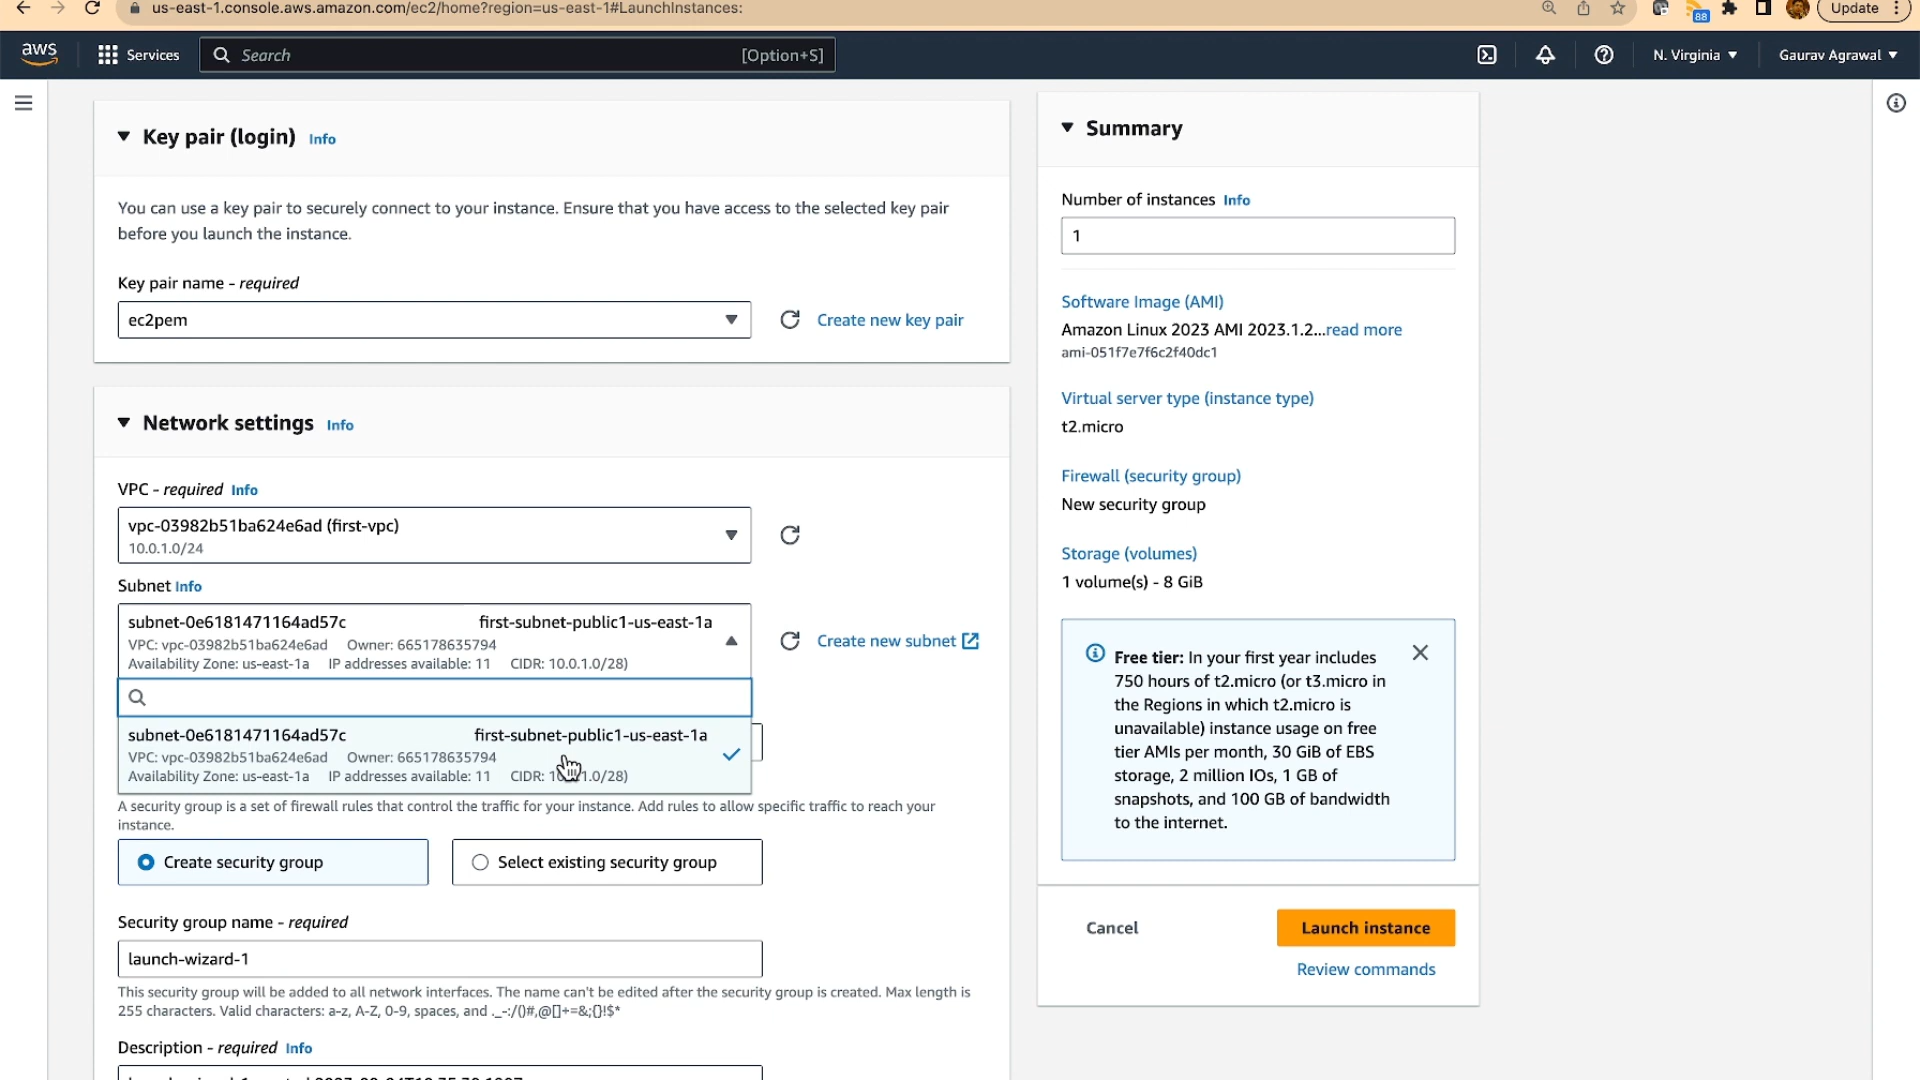 us-east-1.console.aws.amazon.com/ec2/home?region=us-east-1#LaunchInstances:
88
Update
aws
Services
Search
[Option+S]
N. Virginia
Gaurav Agrawal
Key pair (login) Info
You can use a key pair to securely connect to your instance. Ensure that you have access to the selected key pair
before you launch the instance.
Key pair name - required
ec2pem
Create new key pair
Network settings Info
VPC - required Info
vpc-03982b51ba624e6ad (first-vpc)
10.0.1.0/24
Subnet Info
subnet-0e6181471164ad57c first-subnet-public1-us-east-1a
VPC: vpc-03982b51ba624e6ad Owner: 665178635794
Availability Zone: us-east-1a IP addresses available: 11 CIDR: 10.0.1.0/28)
Create new subnet
subnet-0e6181471164ad57c first-subnet-public1-us-east-1a
VPC: vpc-03982b51ba624e6ad Owner: 665178635794
Availability Zone: us-east-1a IP addresses available: 11 CIDR: 10.0.1.0/28)
A security group is a set of firewall rules that control the traffic for your instance. Add rules to allow specific traffic to reach your
instance.
Create security group
Select existing security group
Security group name - required
launch-wizard-1
This security group will be added to all network interfaces. The name can't be edited after the security group is created. Max length is
255 characters. Valid characters: a-z, A-Z, 0-9, spaces, and ._-:/()#,@[]+=&;{}!$*
Description - required Info
Summary
Number of instances Info
1
Software Image (AMI)
Amazon Linux 2023 AMI 2023.1.2...read more
ami-051f7e7f6c2f40dc1
Virtual server type (instance type)
t2.micro
Firewall (security group)
New security group
Storage (volumes)
1 volume(s) - 8 GiB
Free tier: In your first year includes
750 hours of t2.micro (or t3.micro in
the Regions in which t2.micro is
unavailable) instance usage on free
tier AMIs per month, 30 GiB of EBS
storage, 2 million IOs, 1 GB of
snapshots, and 100 GB of bandwidth
to the internet.
Cancel
Launch instance
Review commands